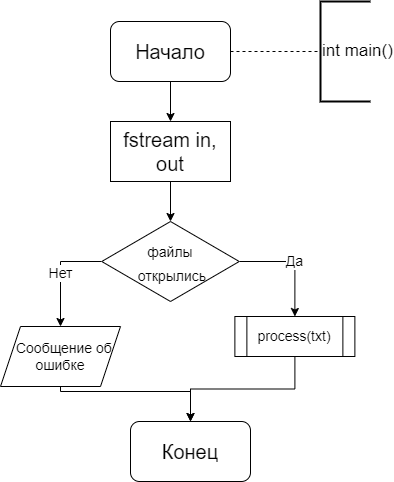 Начало
int main()
fstream in,
out
файлы
открылись
Нет
Да
Сообщение об
ошибке
process(txt)
Конец